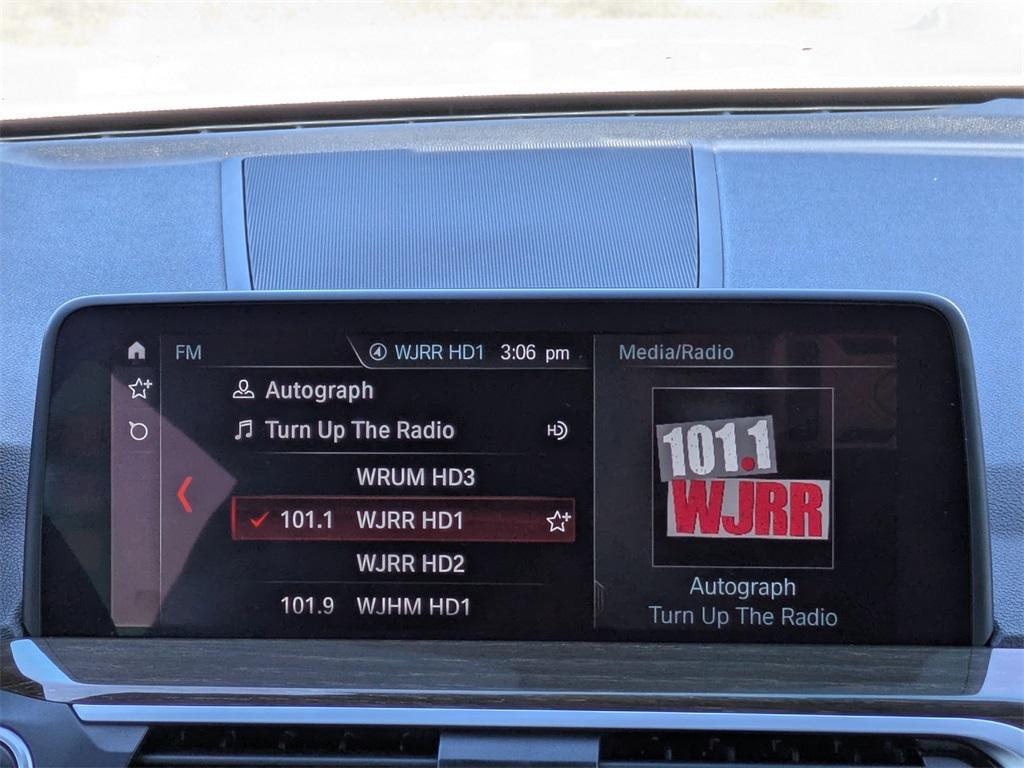 FM
WJRR HD1 3:06 pm
Autograph
Turn Up The Radio HD
WRUM HD3
101.1 WJRR HD1
WJRR HD2
101.9 WJHM HD1
Media/Radio
101.1
WJRR
Autograph
Turn Up The Radio